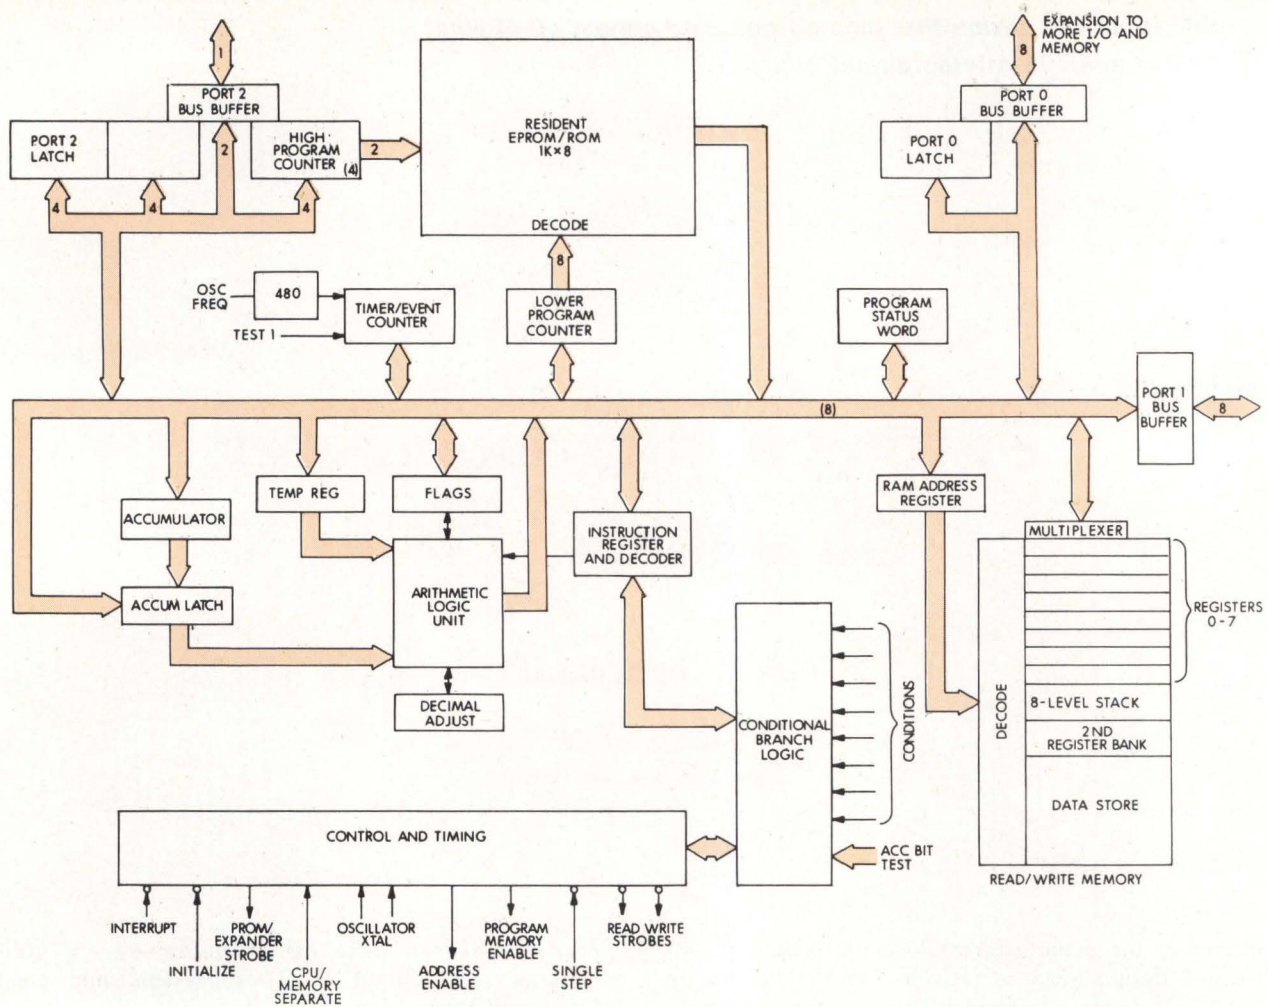 1
8
EXPANSION TO
MORE I/O AND
MEMORY
PORT 2
BUS BUFFER
PORT 0
BUS BUFFER
PORT 2
LATCH
2
HIGH
PROGRAM
COUNTER
(4)
2
RESIDENT
EPROM/ROM
1K×8
PORT 0
LATCH
4
4
4
DECODE
8
OSC
FREQ
480
TIMER/EVENT
COUNTER
TEST 1
LOWER
PROGRAM
COUNTER
PROGRAM
STATUS
WORD
(8)
PORT 1
BUS
BUFFER
8
ACCUMULATOR
TEMP REG
FLAGS
INSTRUCTION
REGISTER
AND DECODER
RAM ADDRESS
REGISTER
MULTIPLEXER
ACCUM LATCH
ARITHMETIC
LOGIC
UNIT
REGISTERS
0-7
DECIMAL
ADJUST
CONDITIONAL
BRANCH
LOGIC
CONDITIONS
DECODE
8-LEVEL STACK
2ND
REGISTER BANK
DATA STORE
CONTROL AND TIMING
ACC BIT
TEST
READ/WRITE MEMORY
INTERRUPT
INITIALIZE
PROM/
EXPANDER
STROBE
CPU/
MEMORY
SEPARATE
OSCILLATOR
XTAL
ADDRESS
ENABLE
PROGRAM
MEMORY
ENABLE
SINGLE
STEP
READ WRITE
STROBES